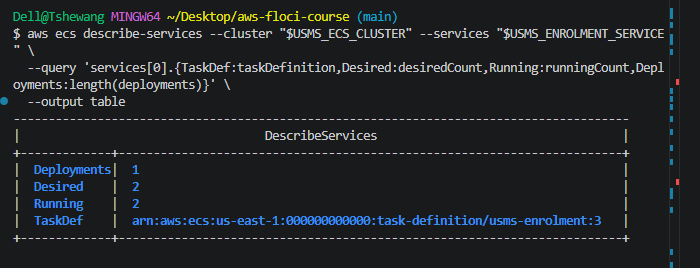 Dell@Tshewang MINGW64 ~/Desktop/aws-floci-course (main)
$ aws ecs describe-services --cluster "$USMS_ECS_CLUSTER" --services "$USMS_ENROLMENT_SERVICE
" \
  --query 'services[0].{TaskDef:taskDefinition,Desired:desiredCount,Running:runningCount,Depl
oyments:length(deployments)}' \
  --output table
-------------------------------------------------------------------------------
|                              DescribeServices                               |
+-------------+---------------------------------------------------------------+
|  Deployments|  1                                                            |
|  Desired    |  2                                                            |
|  Running    |  2                                                            |
|  TaskDef    |  arn:aws:ecs:us-east-1:000000000000:task-definition/usms-enrolment:3   |
+-------------+---------------------------------------------------------------+